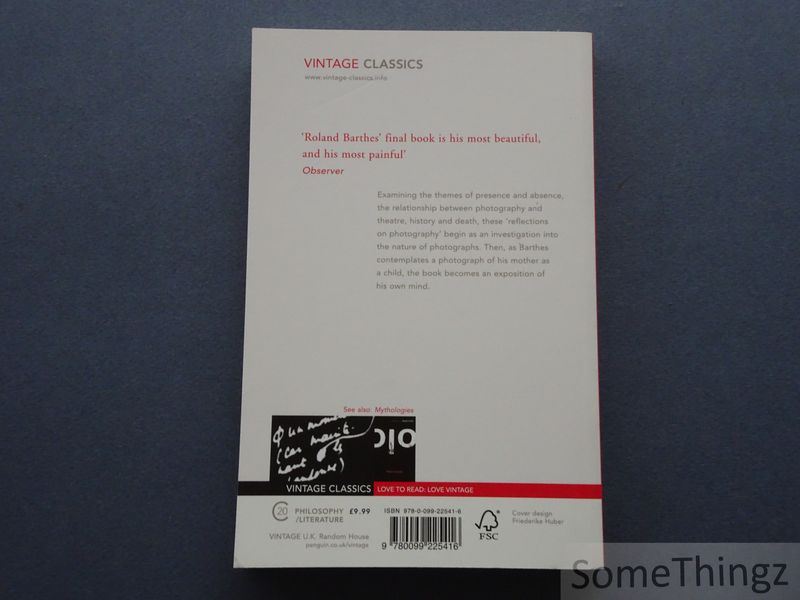 VINTAGE CLASSICS
www.vintage-classics.info
'Roland Barthes' final book is his most beautiful,
and his most painful'
Observer
Examining the themes of presence and absence,
the relationship between photography and
theatre, history and death, these 'reflections
on photography' begin as an investigation into
the nature of photographs. Then, as Barthes
contemplates a photograph of his mother as
a child, the book becomes an exposition of
his own mind.
See also: Mythologies
VINTAGE CLASSICS LOVE TO READ: LOVE VINTAGE
C20 PHILOSOPHY £9.99
/LITERATURE
VINTAGE U.K. Random House
penguin.co.uk/vintage
ISBN 978-0-099-22541-6
9 780099 225416
FSC
Cover design
Friederike Huber
SomeThingz